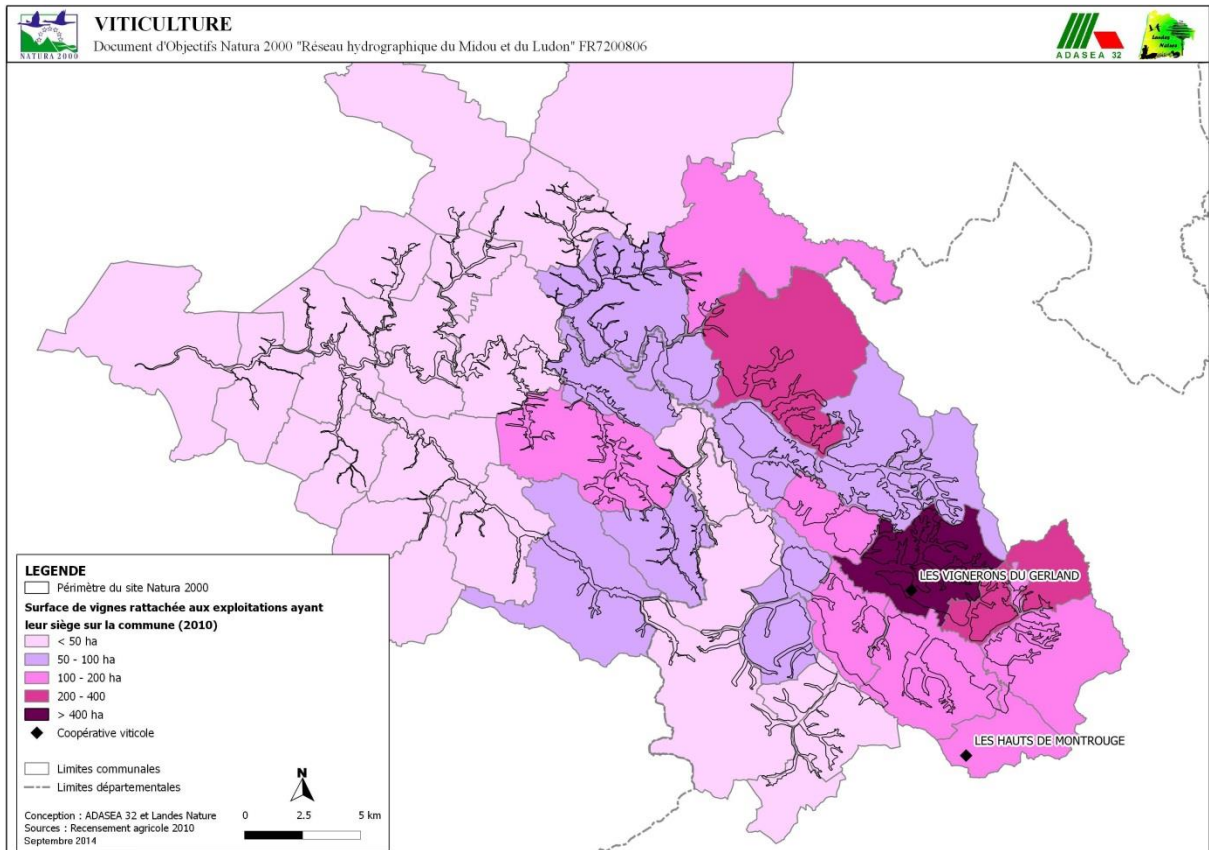 VITICULTURE
Document d'Objectifs Natura 2000 "Réseau hydrographique du Midou et du Ludon" FR7200806
NATURA 2000
ADASEA 32
Landes
Nature
LES VIGNERONS DU GERLAND
LES HAUTS DE MONTROUGE
LEGENDE
Périmètre du site Natura 2000
Surface de vignes rattachée aux exploitations ayant
leur siège sur la commune (2010)
< 50 ha
50 - 100 ha
100 - 200 ha
200 - 400
> 400 ha
Coopérative viticole
Limites communales
Limites départementales
N
Conception : ADASEA 32 et Landes Nature
Sources : Recensement agricole 2010
Septembre 2014
0 2,5 5 km